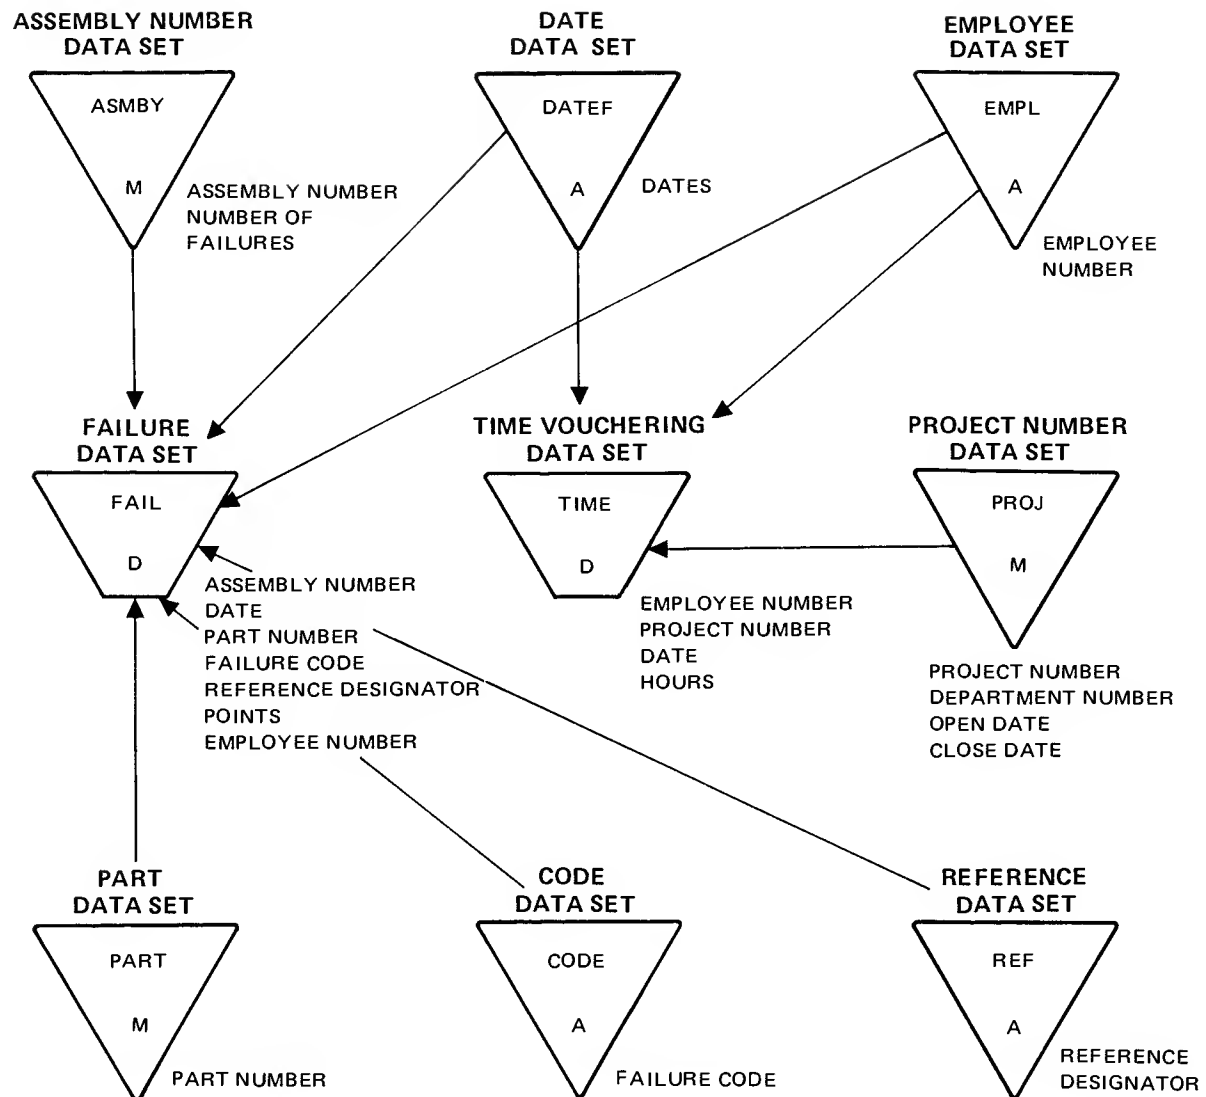 ASSEMBLY NUMBER
DATA SET
ASMBY
M
ASSEMBLY NUMBER
NUMBER OF
FAILURES
DATE
DATA SET
DATEF
A
DATES
EMPLOYEE
DATA SET
EMPL
A
EMPLOYEE
NUMBER
FAILURE
DATA SET
FAIL
D
ASSEMBLY NUMBER
DATE
PART NUMBER
FAILURE CODE
REFERENCE DESIGNATOR
POINTS
EMPLOYEE NUMBER
TIME VOUCHERING
DATA SET
TIME
D
EMPLOYEE NUMBER
PROJECT NUMBER
DATE
HOURS
PROJECT NUMBER
DATA SET
PROJ
M
PROJECT NUMBER
DEPARTMENT NUMBER
OPEN DATE
CLOSE DATE
PART
DATA SET
PART
M
PART NUMBER
CODE
DATA SET
CODE
A
FAILURE CODE
REFERENCE
DATA SET
REF
A
REFERENCE
DESIGNATOR